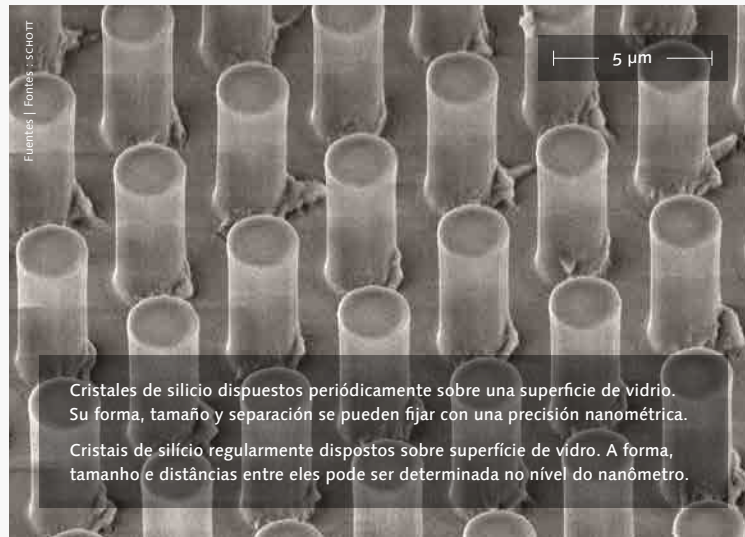 Fuentes | Fontes : SCHOTT
5 µm
Cristales de silicio dispuestos periódicamente sobre una superficie de vidrio.
Su forma, tamaño y separación se pueden fijar con una precisión nanométrica.
Cristais de silício regularmente dispostos sobre superfície de vidro. A forma,
tamanho e distâncias entre eles pode ser determinada no nível do nanômetro.